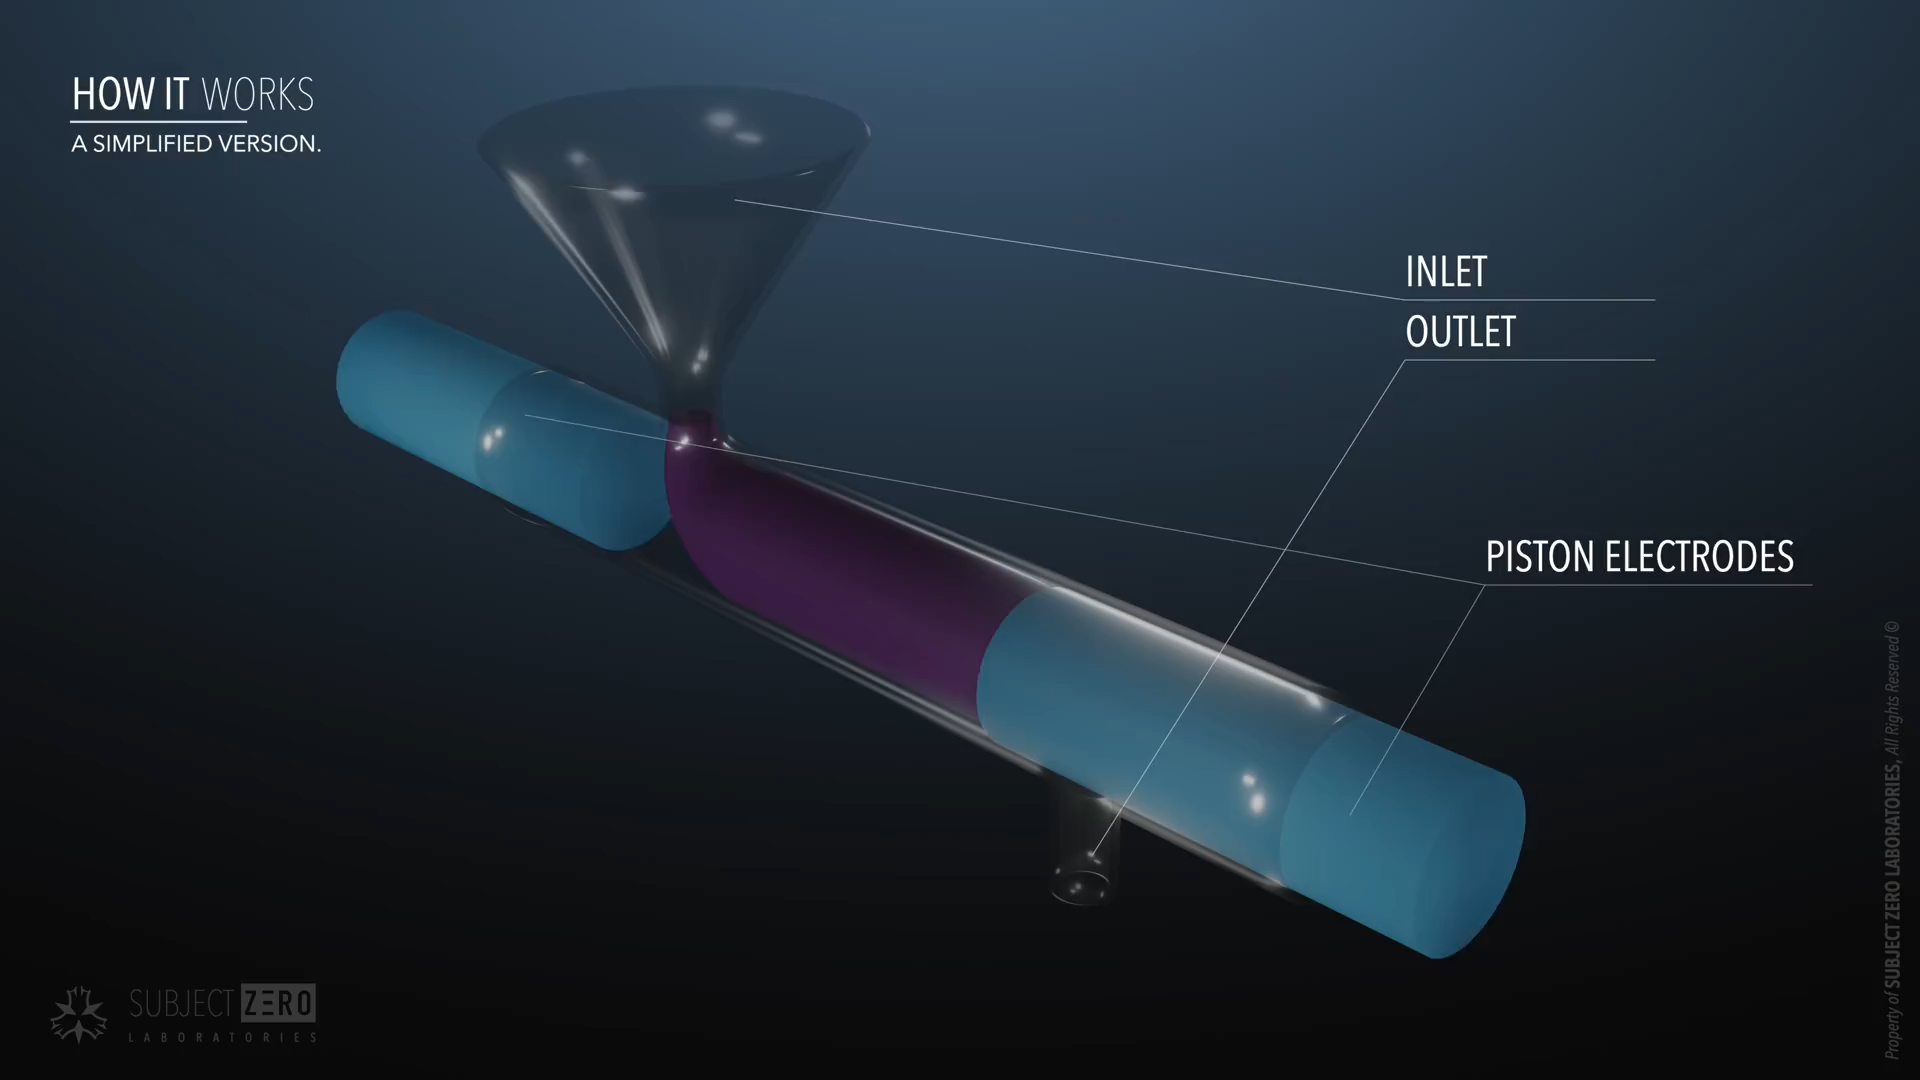 HOW IT WORKS
A SIMPLIFIED VERSION.
INLET
OUTLET
PISTON ELECTRODES
SUBJECT ZERO
LABORATORIES
Property of SUBJECT ZERO LABORATORIES, All Rights Reserved ©